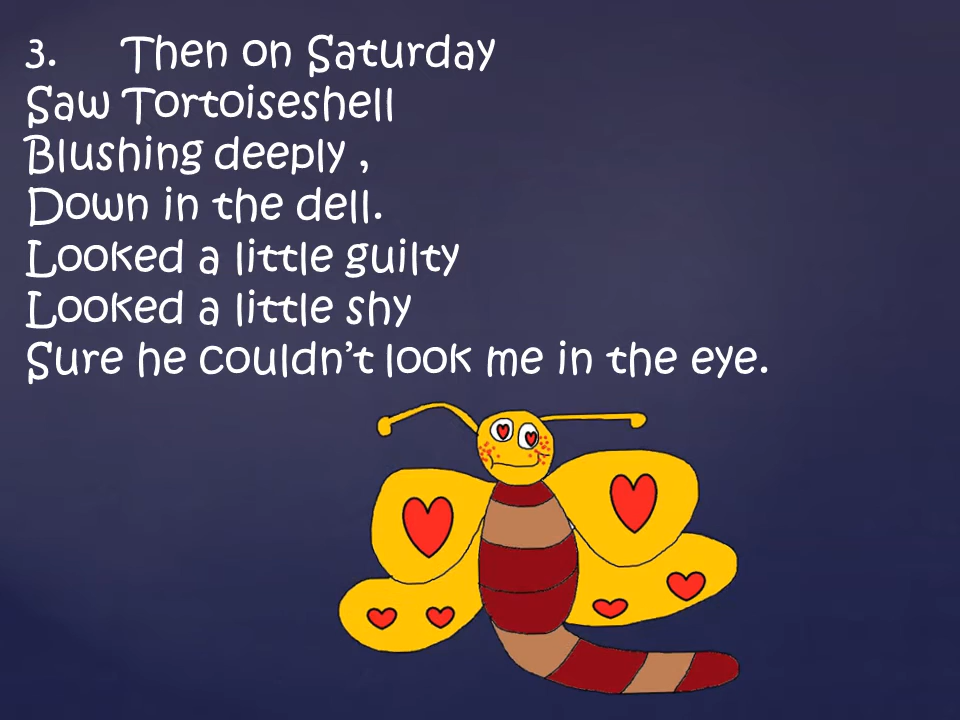 3. Then on Saturday
Saw Tortoiseshell
Blushing deeply ,
Down in the dell.
Looked a little guilty
Looked a little shy
Sure he couldn’t look me in the eye.